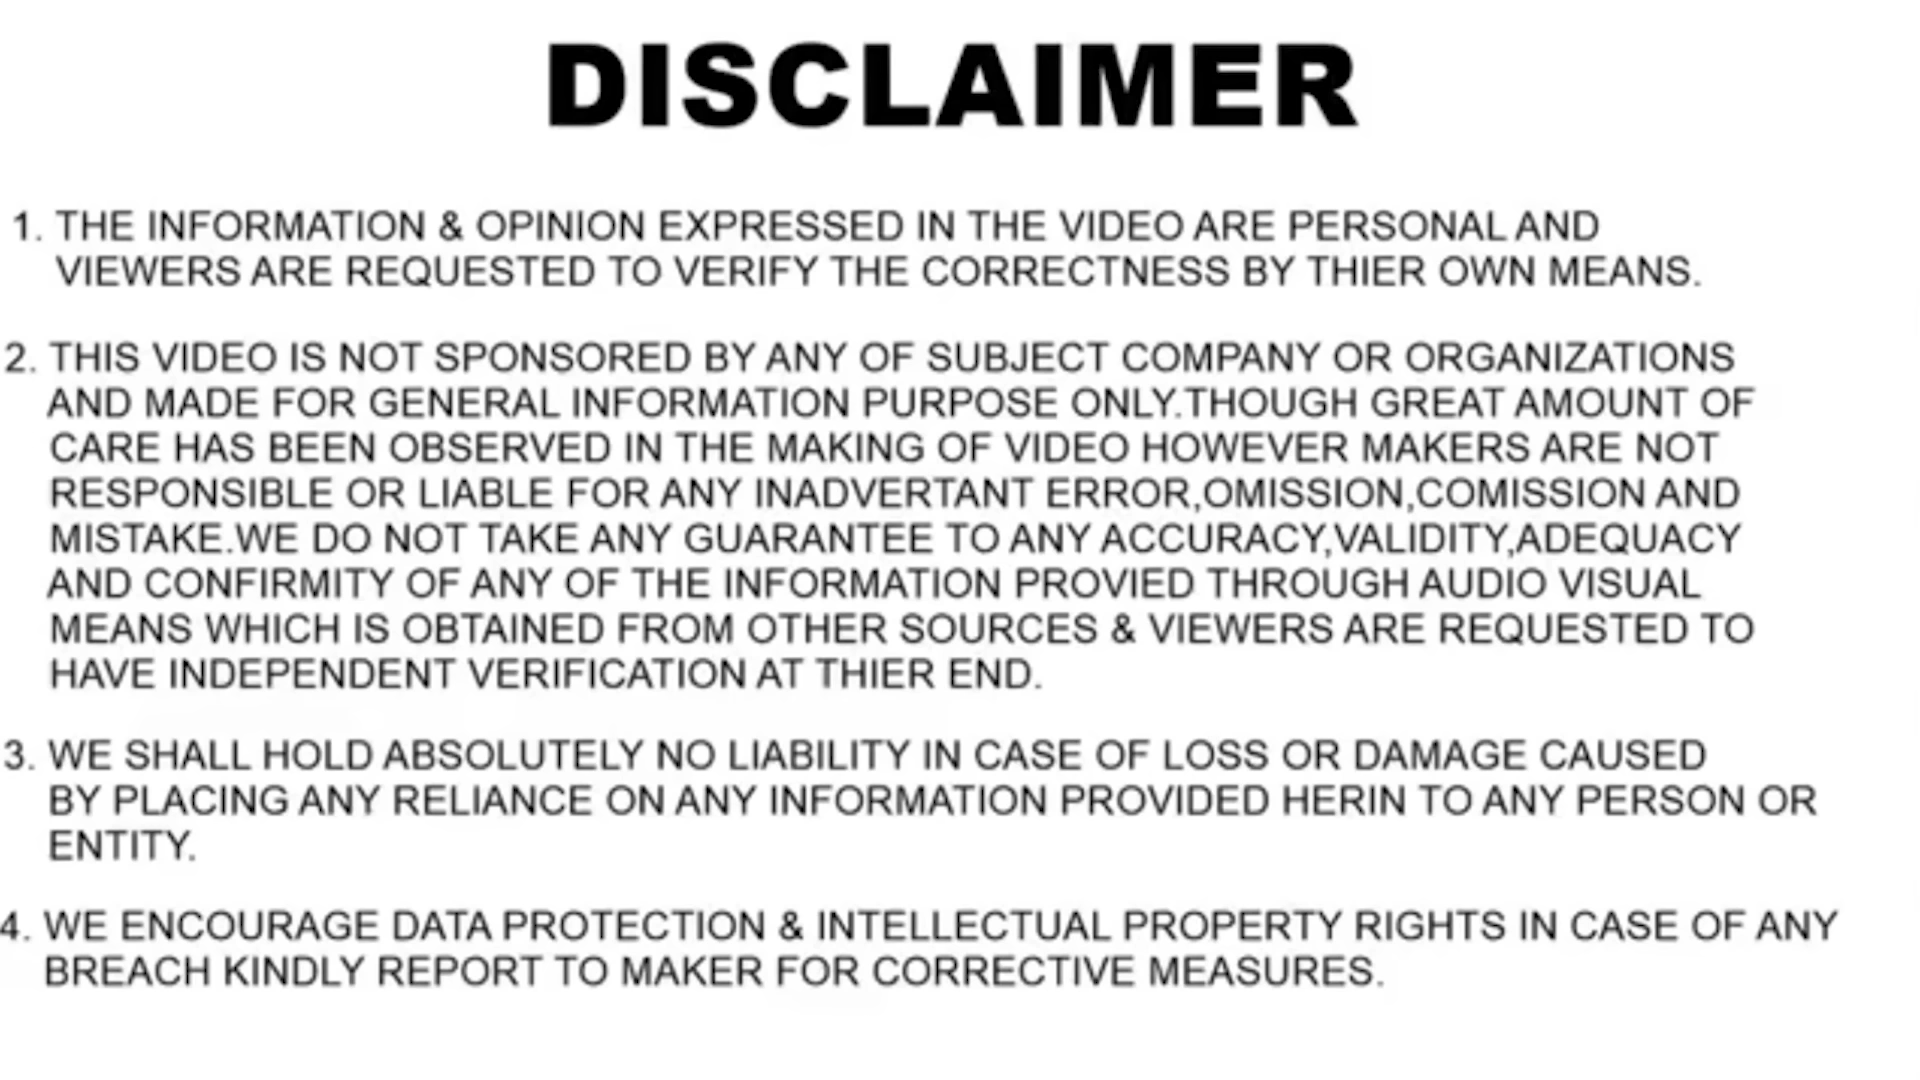 DISCLAIMER
1. THE INFORMATION & OPINION EXPRESSED IN THE VIDEO ARE PERSONAL AND
VIEWERS ARE REQUESTED TO VERIFY THE CORRECTNESS BY THIER OWN MEANS.
2. THIS VIDEO IS NOT SPONSORED BY ANY OF SUBJECT COMPANY OR ORGANIZATIONS
AND MADE FOR GENERAL INFORMATION PURPOSE ONLY.THOUGH GREAT AMOUNT OF
CARE HAS BEEN OBSERVED IN THE MAKING OF VIDEO HOWEVER MAKERS ARE NOT
RESPONSIBLE OR LIABLE FOR ANY INADVERTANT ERROR,OMISSION,COMISSION AND
MISTAKE.WE DO NOT TAKE ANY GUARANTEE TO ANY ACCURACY,VALIDITY,ADEQUACY
AND CONFIRMITY OF ANY OF THE INFORMATION PROVIED THROUGH AUDIO VISUAL
MEANS WHICH IS OBTAINED FROM OTHER SOURCES & VIEWERS ARE REQUESTED TO
HAVE INDEPENDENT VERIFICATION AT THIER END.
3. WE SHALL HOLD ABSOLUTELY NO LIABILITY IN CASE OF LOSS OR DAMAGE CAUSED
BY PLACING ANY RELIANCE ON ANY INFORMATION PROVIDED HERIN TO ANY PERSON OR
ENTITY.
4. WE ENCOURAGE DATA PROTECTION & INTELLECTUAL PROPERTY RIGHTS IN CASE OF ANY
BREACH KINDLY REPORT TO MAKER FOR CORRECTIVE MEASURES.